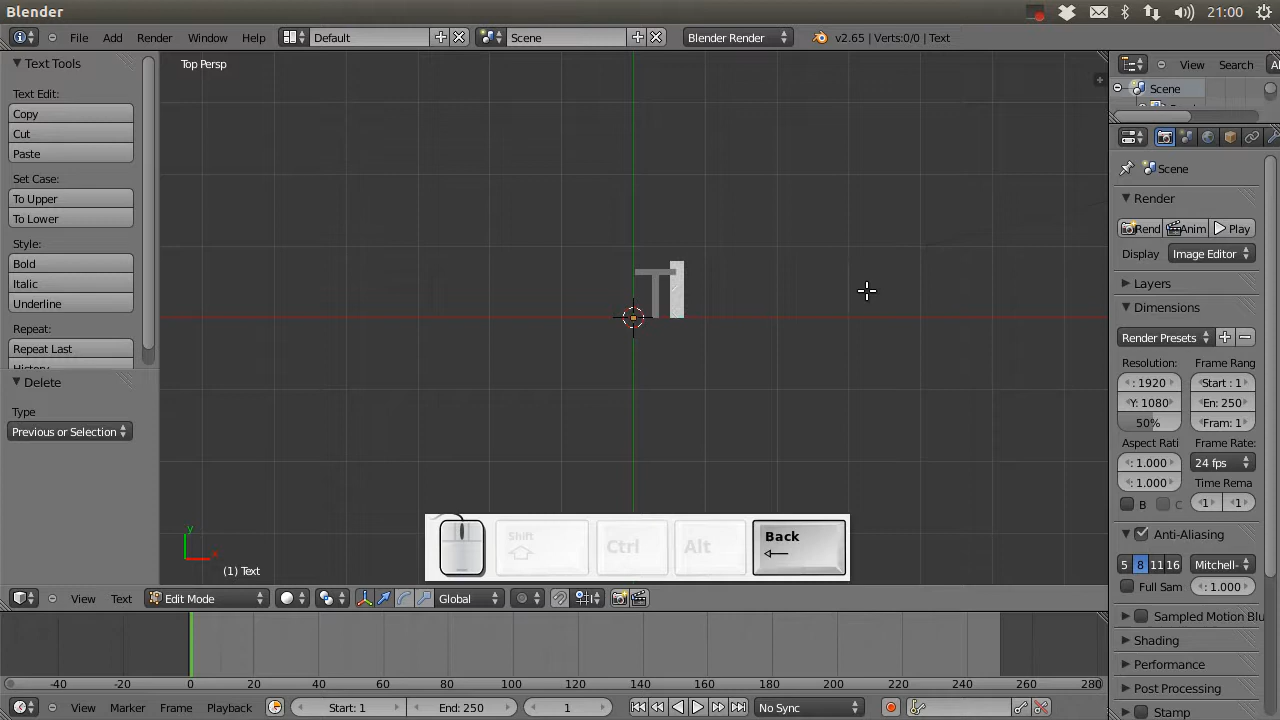 Blender
21:00
File Add Render Window Help Default Scene Blender Render v2.65 | Verts:0/0 | Text
Text Tools
Text Edit:
Copy
Cut
Paste
Set Case:
To Upper
To Lower
Style:
Bold
Italic
Underline
Repeat:
Repeat Last
History
Delete
Type
Previous or Selection
Top Persp
T
y
x
(1) Text
Shift
Ctrl
Alt
Back
View Text Edit Mode Global
-40 -20 0 20 40 60 80 100 120 140 160 180 200 220 240 260 280
View Marker Frame Playback Start: 1 End: 250 1 No Sync
View Search
Scene
Scene
Render
Rend Anim Play
Display Image Editor
Layers
Dimensions
Render Presets
Resolution: Frame Rang
: 1920 Start : 1
Y: 1080 En: 250
50% Fram: 1
Aspect Rati Frame Rate:
: 1.000 24 fps
: 1.000 Time Rema
B C 1 1
Anti-Aliasing
5 8 11 16 Mitchell-
Full Sam : 1.000
Sampled Motion Blu
Shading
Performance
Post Processing
Stamp